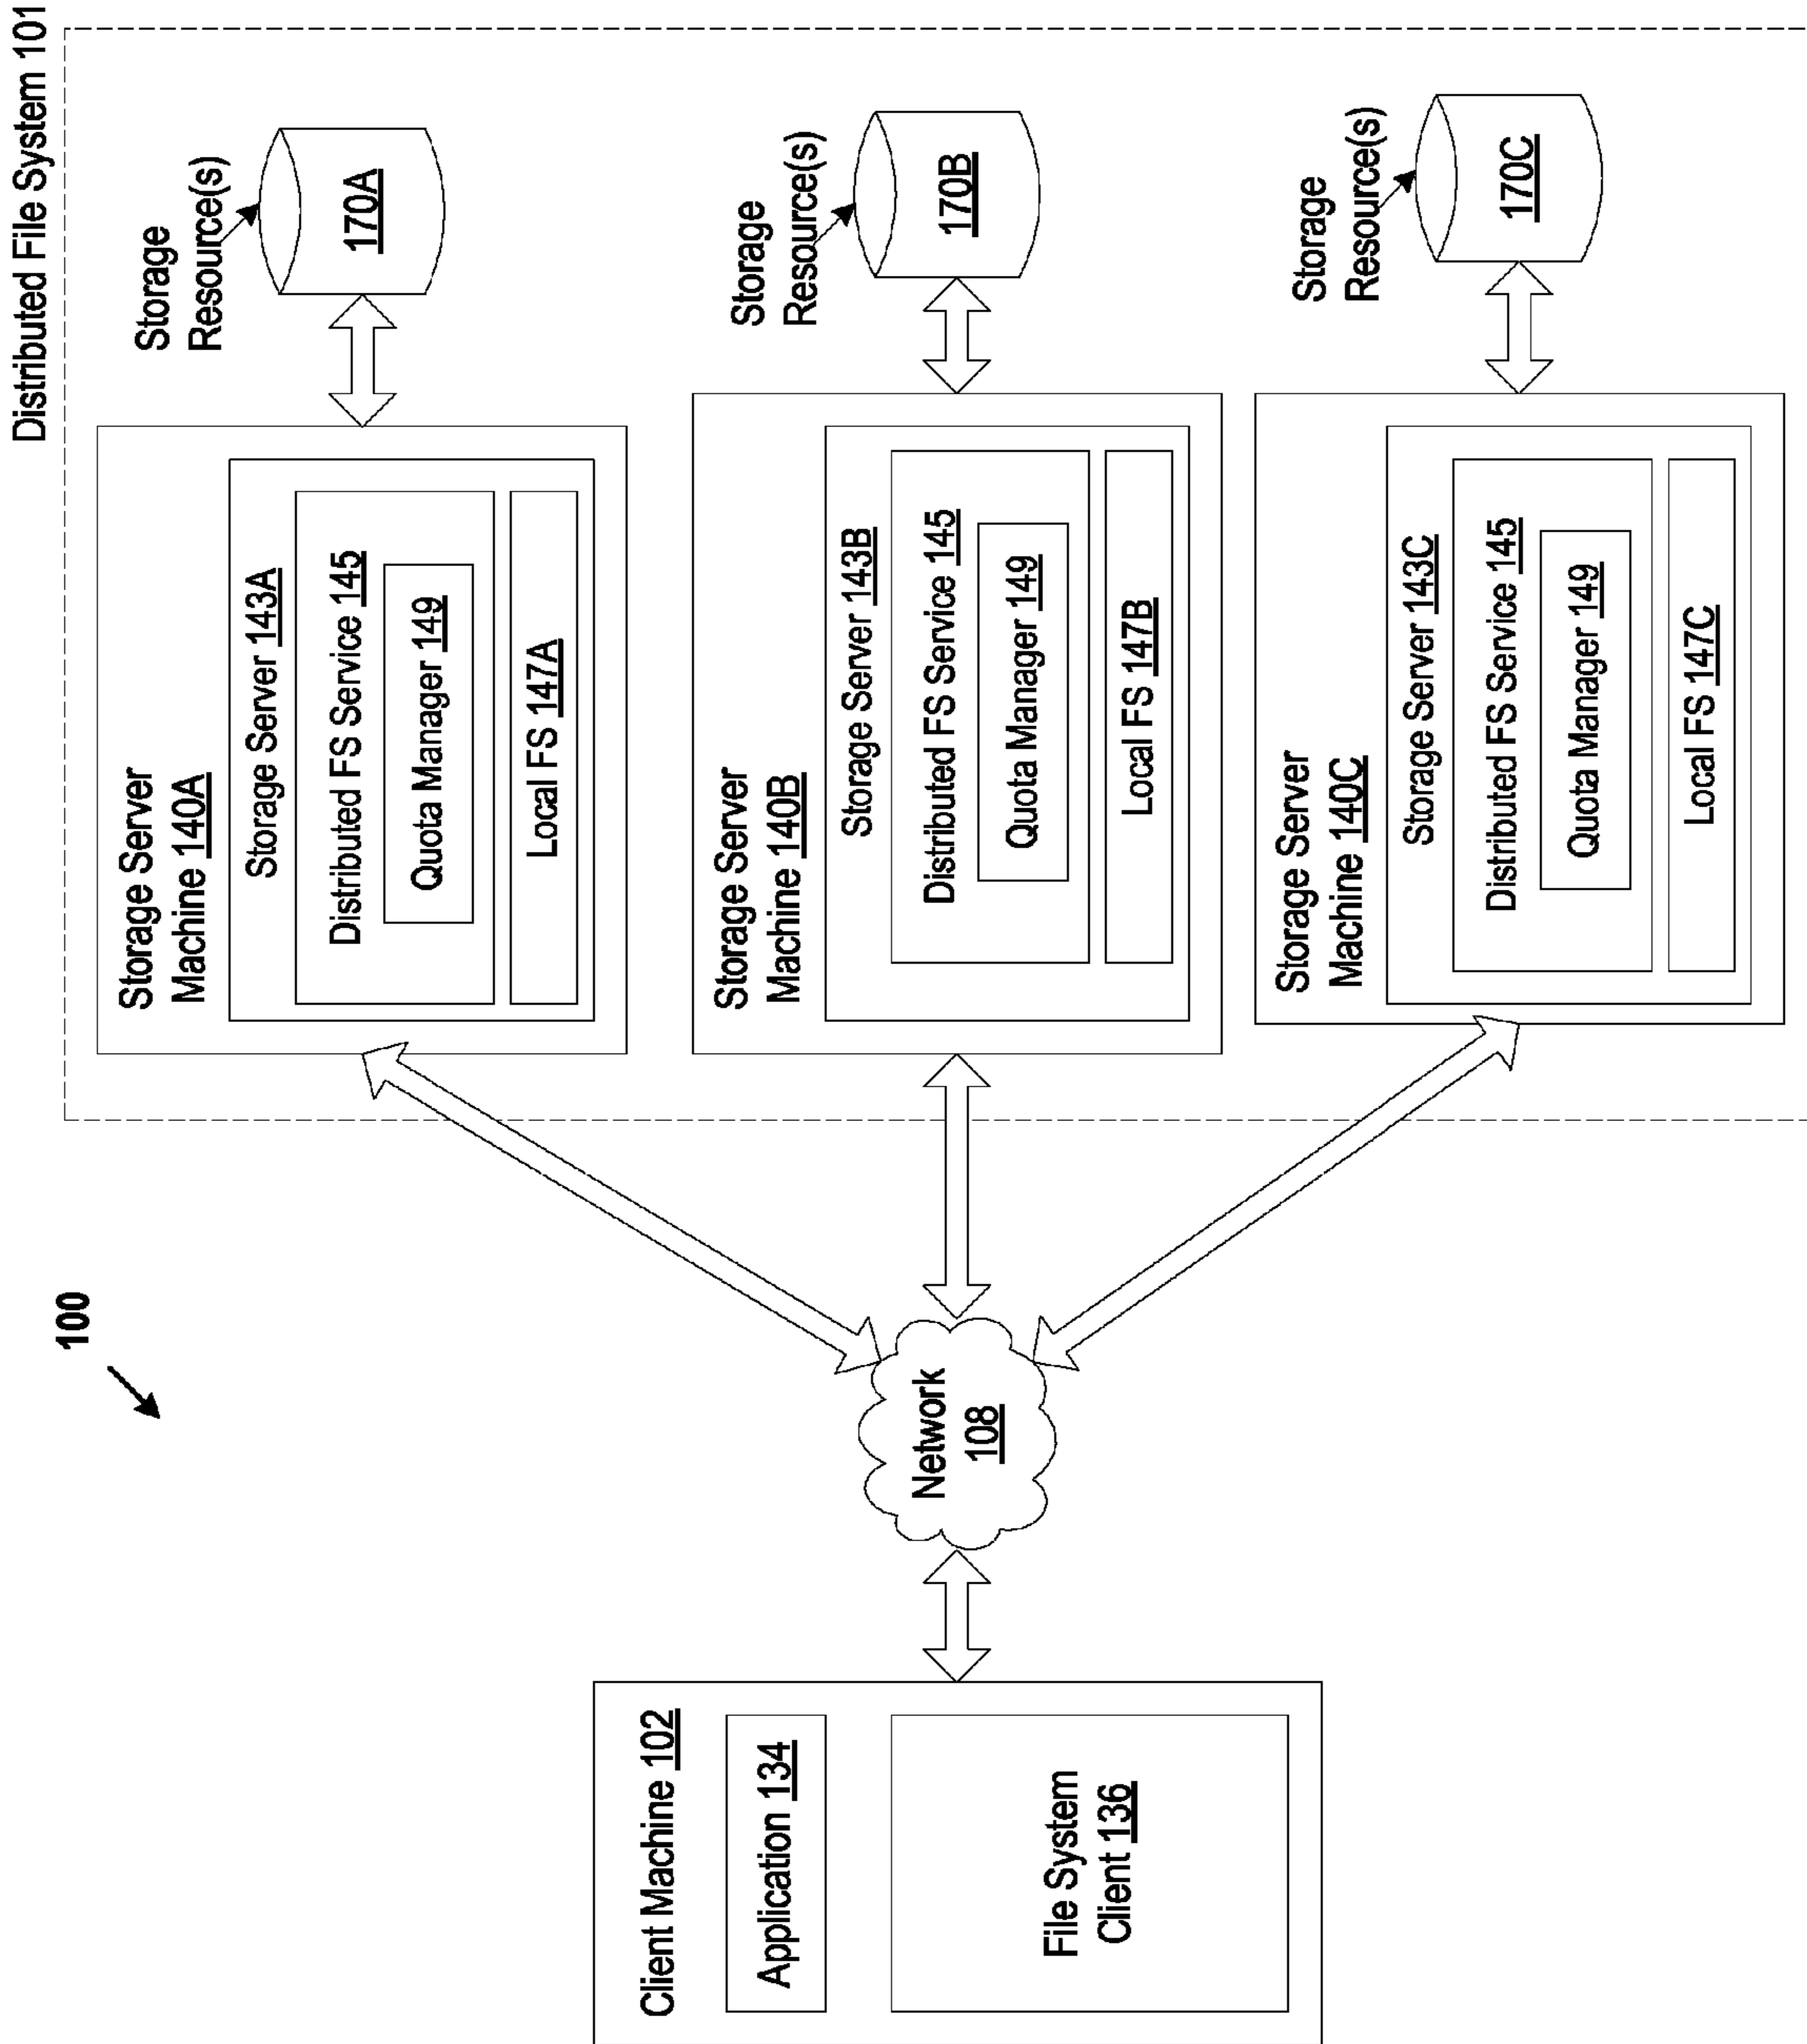 100
Distributed File System 101
Client Machine 102
Application 134
File System
Client 136
Network
108
Storage Server
Machine 140A
Storage Server 143A
Distributed FS Service 145
Quota Manager 149
Local FS 147A
Storage
Resource(s)
170A
Storage Server
Machine 140B
Storage Server 143B
Distributed FS Service 145
Quota Manager 149
Local FS 147B
Storage
Resource(s)
170B
Storage Server
Machine 140C
Storage Server 143C
Distributed FS Service 145
Quota Manager 149
Local FS 147C
Storage
Resource(s)
170C